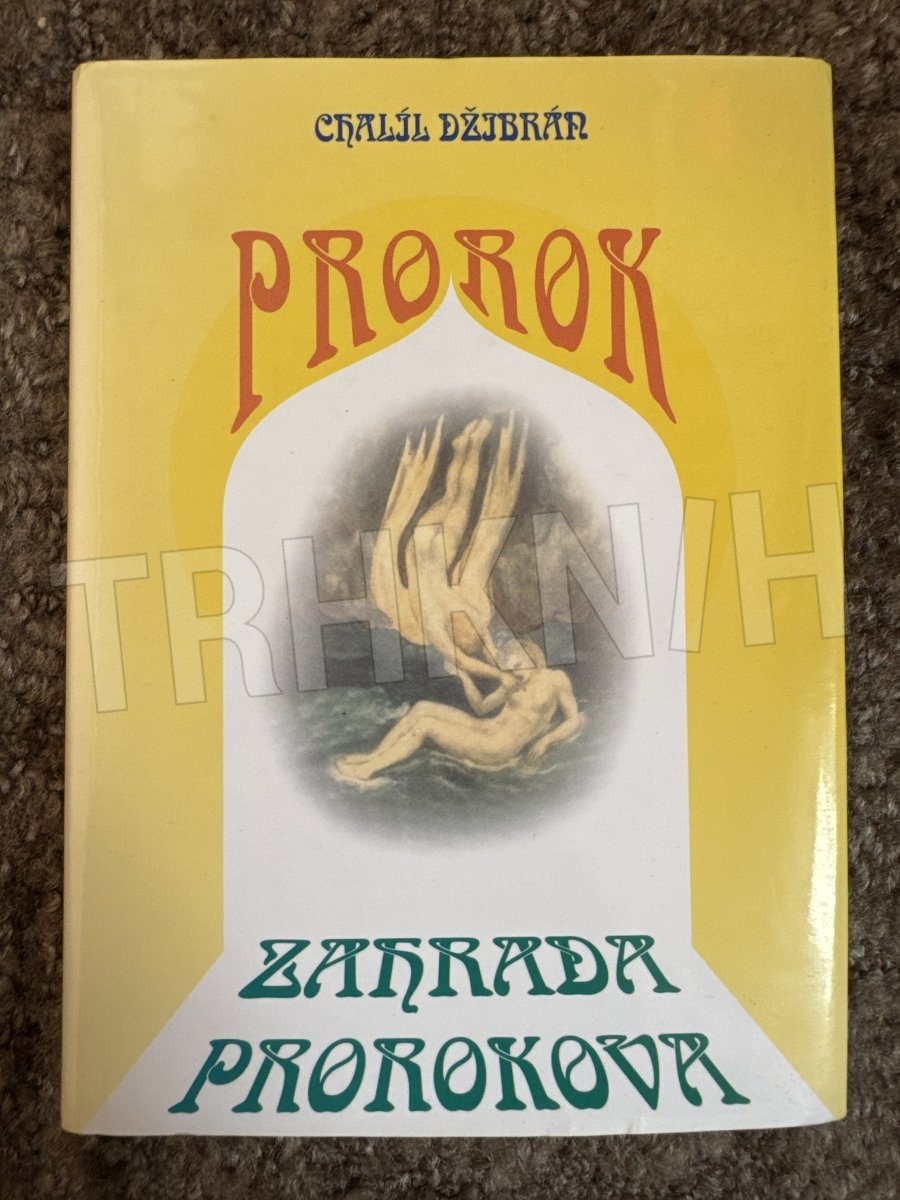 CHALÍL DŽIBRÁN
PROROK
TRHKNIH
ZAHRADA
PROROKOVA